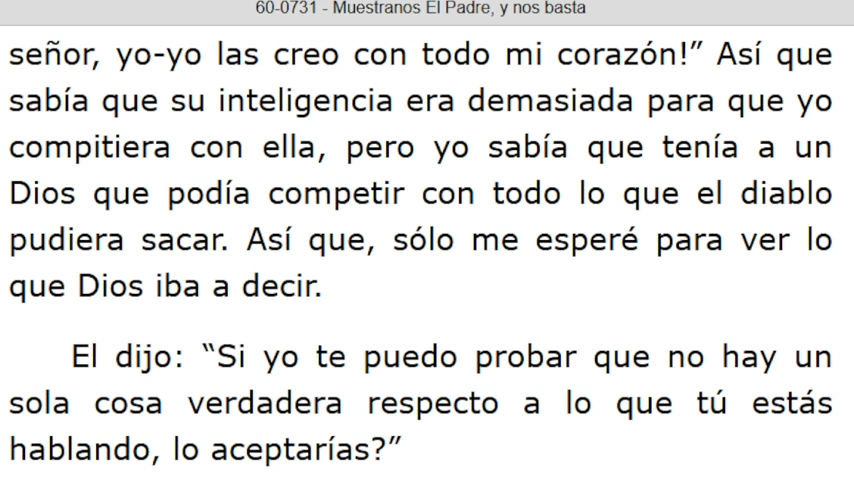 60-0731 - Muestranos El Padre, y nos basta
señor, yo-yo las creo con todo mi corazón!” Así que
sabía que su inteligencia era demasiada para que yo
compitiera con ella, pero yo sabía que tenía a un
Dios que podía competir con todo lo que el diablo
pudiera sacar. Así que, sólo me esperé para ver lo
que Dios iba a decir.
El dijo: “Si yo te puedo probar que no hay un
sola cosa verdadera respecto a lo que tú estás
hablando, lo aceptarías?”